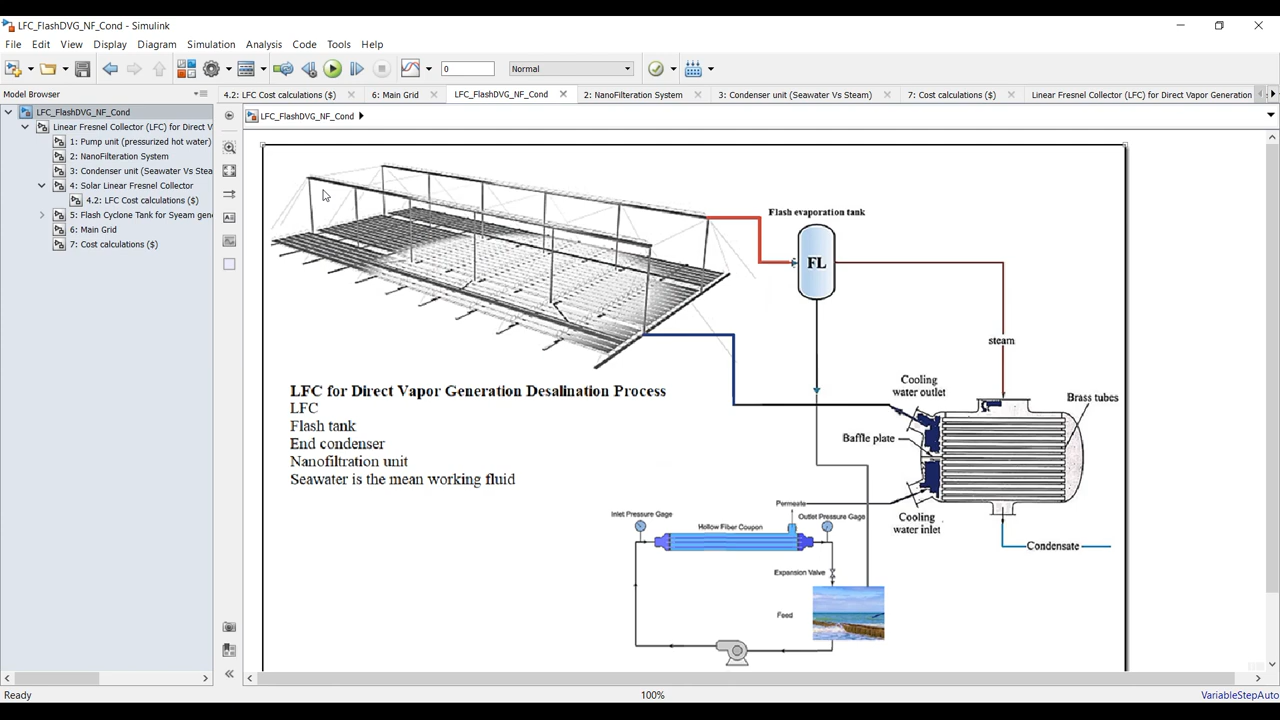 LFC_FlashDVG_NF_Cond - Simulink
File Edit View Display Diagram Simulation Analysis Code Tools Help
0 Normal
Model Browser
4.2: LFC Cost calculations ($) 6: Main Grid LFC_FlashDVG_NF_Cond 2: NanoFilteration System 3: Condenser unit (Seawater Vs Steam) 7: Cost calculations ($) Linear Fresnel Collector (LFC) for Direct Vapor Generation
LFC_FlashDVG_NF_Cond
LFC_FlashDVG_NF_Cond
Linear Fresnel Collector (LFC) for Direct V
1: Pump unit (pressurized hot water)
2: NanoFilteration System
3: Condenser unit (Seawater Vs Stea
4: Solar Linear Fresnel Collector
4.2: LFC Cost calculations ($)
5: Flash Cyclone Tank for Syeam gen
6: Main Grid
7: Cost calculations ($)
Flash evaporation tank
FL
steam
LFC for Direct Vapor Generation Desalination Process
LFC
Flash tank
End condenser
Nanofiltration unit
Seawater is the mean working fluid
Cooling
water outlet
Brass tubes
Baffle plate
Cooling
water inlet
Condensate
Permeate
Inlet Pressure Gage
Outlet Pressure Gage
Hollow Fiber Coupon
Expansion Valve
Feed
Ready 100% VariableStepAuto